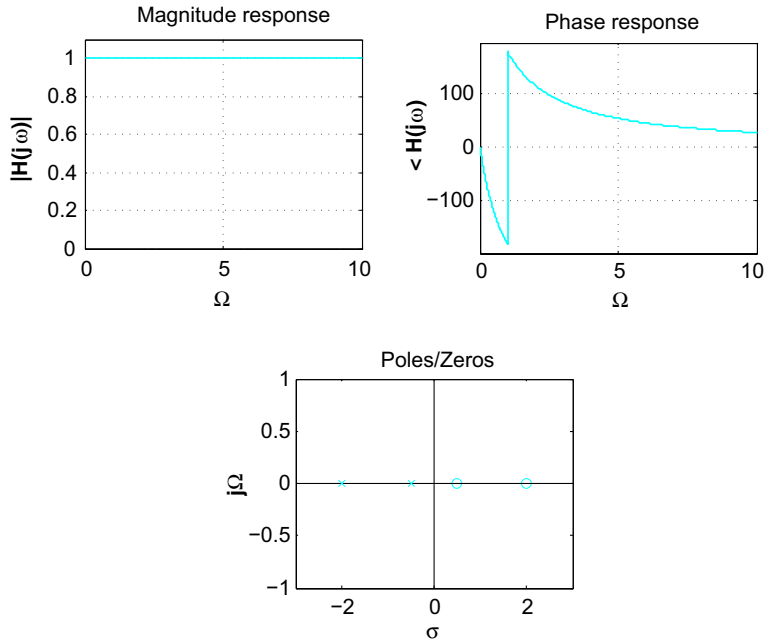 Magnitude response
1
0.8
0.6
0.4
0.2
0
0
5
10
|H(j ω)|
Ω
Phase response
100
0
−100
0
5
10
< H(jω)
Ω
Poles/Zeros
1
0.5
0
−0.5
−1
−2
0
2
jΩ
σ